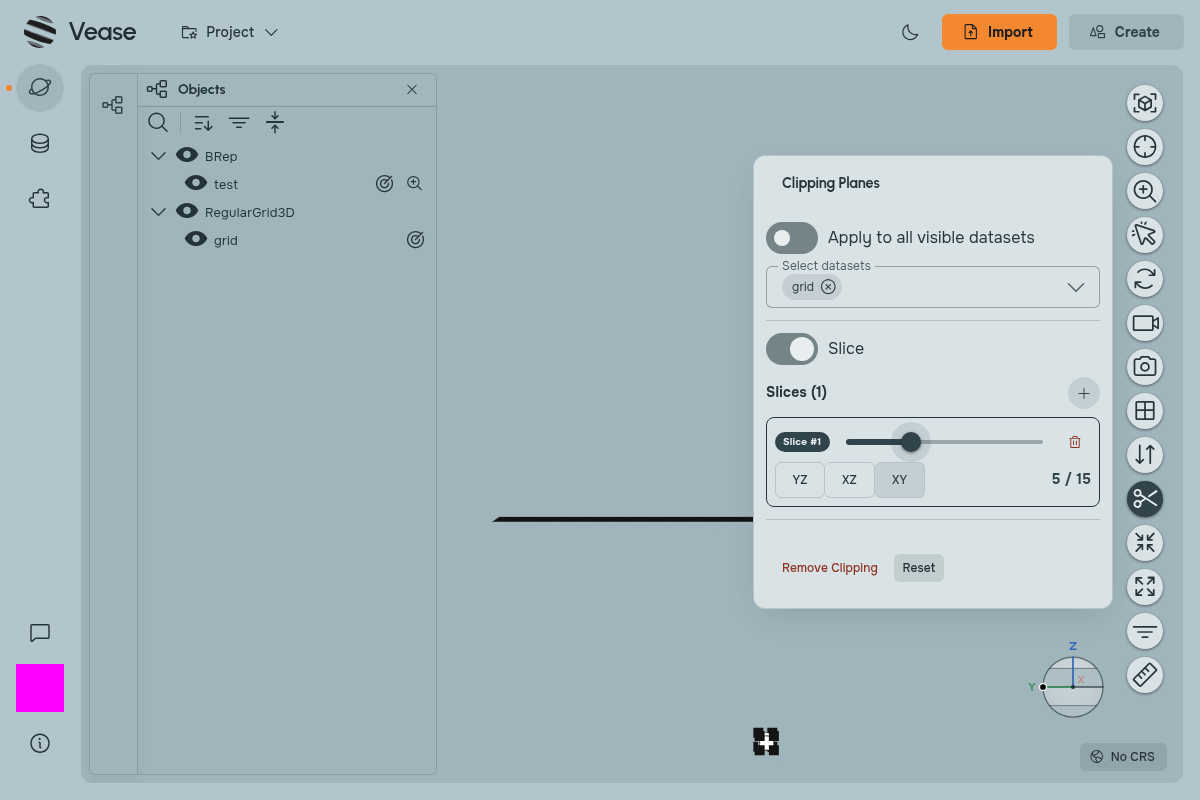 Vease
Project
Import
Create
Objects
BRep
test
RegularGrid3D
grid
Clipping Planes
Apply to all visible datasets
Select datasets
grid
Slice
Slices (1)
Slice #1
YZ
XZ
XY
5 / 15
Remove Clipping
Reset
Z
Y
X
No CRS